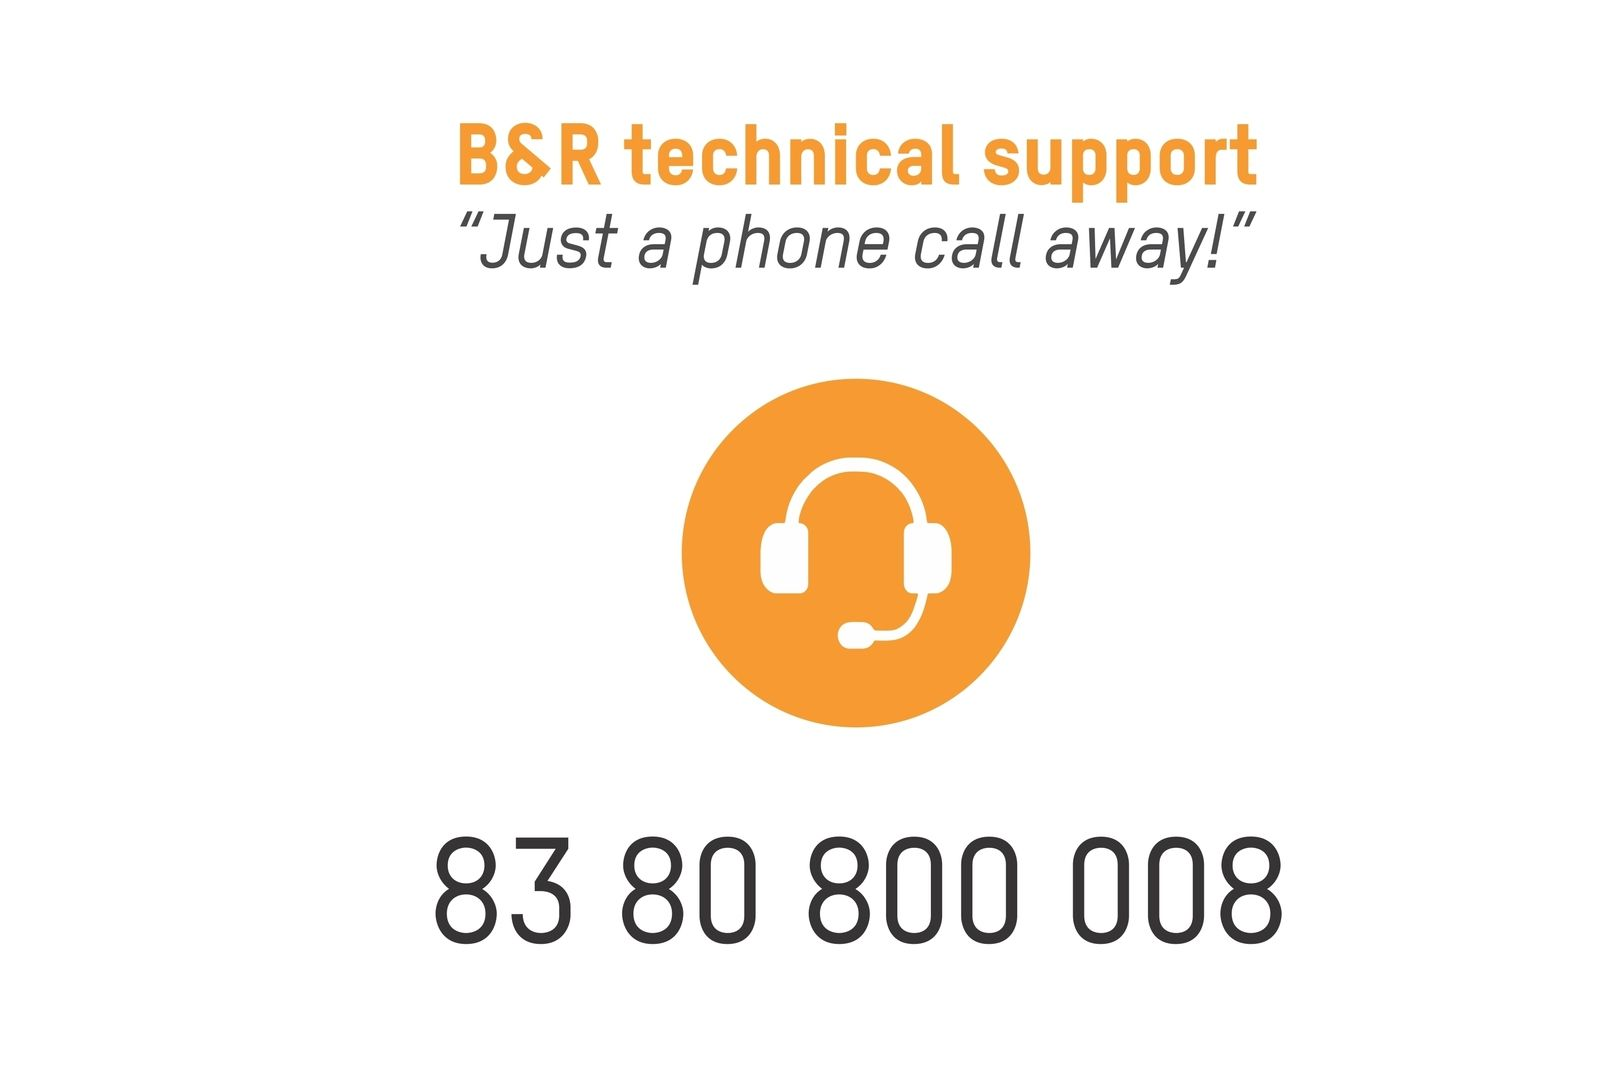 B&R technical support
“Just a phone call away!”
83 80 800 008